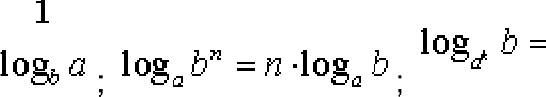 1
log_b a ; log_a b^n = n · log_a b ; log_{a^k} b =